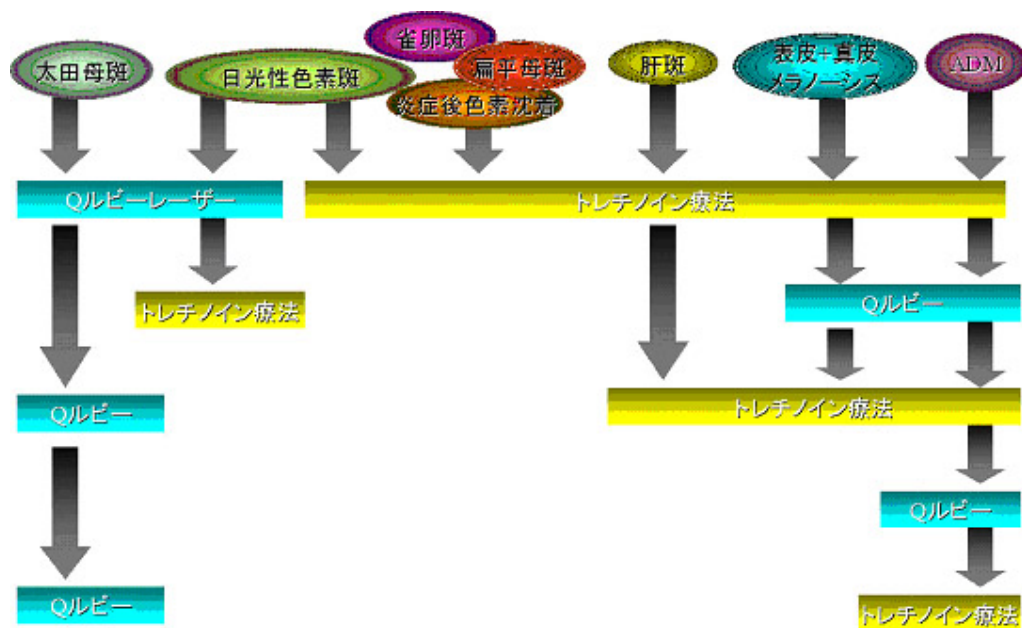 太田母斑
日光性色素斑
雀卵斑
扁平母斑
炎症後色素沈着
肝斑
表皮+真皮
メラノーシス
ADM
Qルビーレーザー
トレチノイン療法
トレチノイン療法
Qルビー
Qルビー
トレチノイン療法
Qルビー
Qルビー
トレチノイン療法